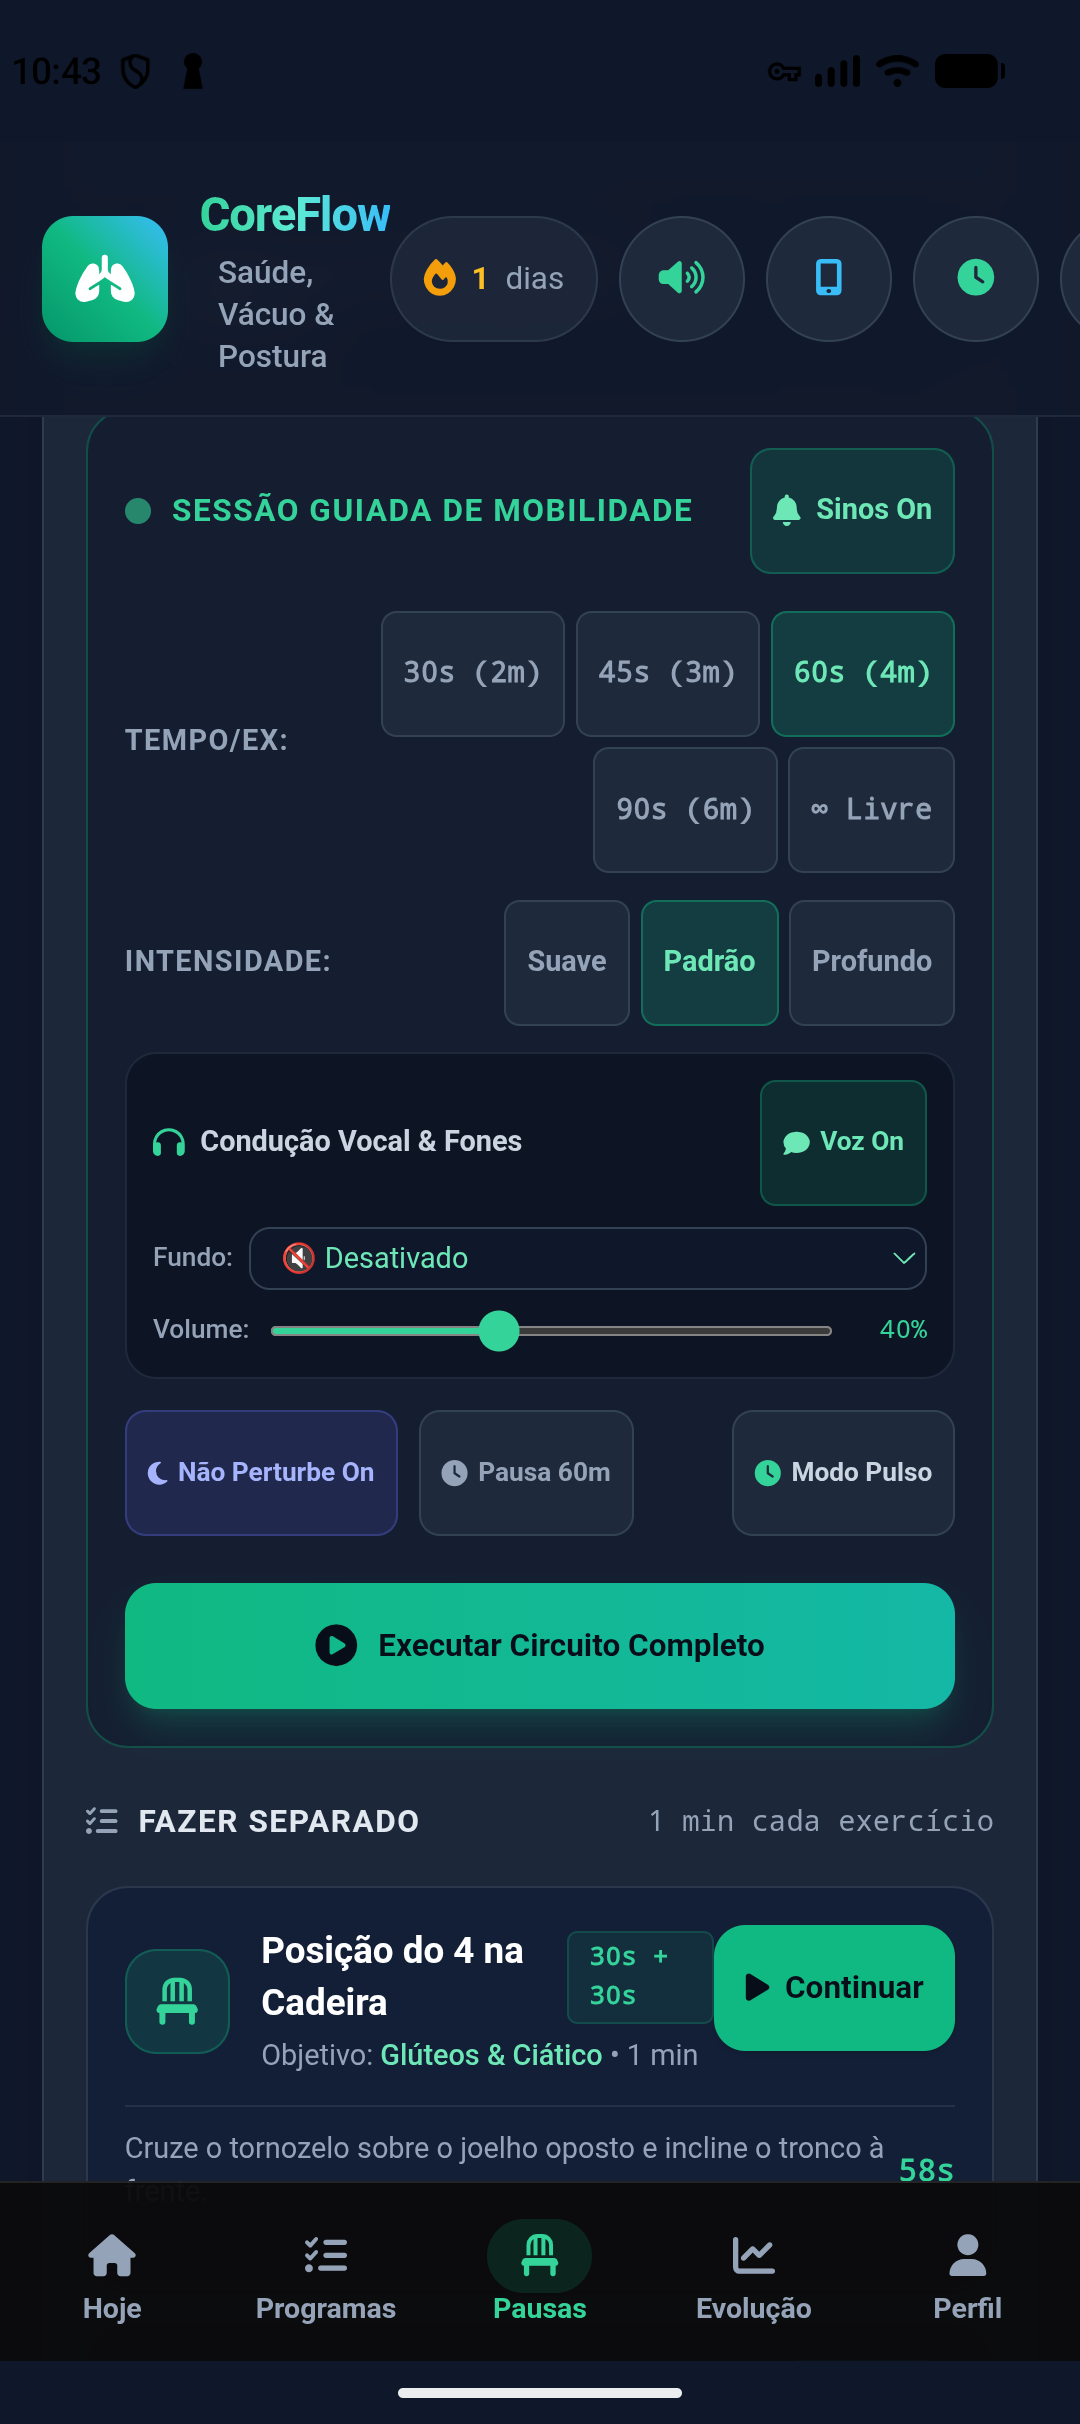 10:43
CoreFlow
Saúde,
Vácuo &
Postura
1 dias
SESSÃO GUIADA DE MOBILIDADE
Sinos On
TEMPO/EX:
30s (2m)
45s (3m)
60s (4m)
90s (6m)
∞ Livre
INTENSIDADE:
Suave
Padrão
Profundo
Condução Vocal & Fones
Voz On
Fundo:
Desativado
Volume:
40%
Não Perturbe On
Pausa 60m
Modo Pulso
Executar Circuito Completo
FAZER SEPARADO
1 min cada exercício
Posição do 4 na
Cadeira
30s +
30s
Continuar
Objetivo: Glúteos & Ciático • 1 min
Cruze o tornozelo sobre o joelho oposto e incline o tronco à
frente.
58s
Hoje
Programas
Pausas
Evolução
Perfil